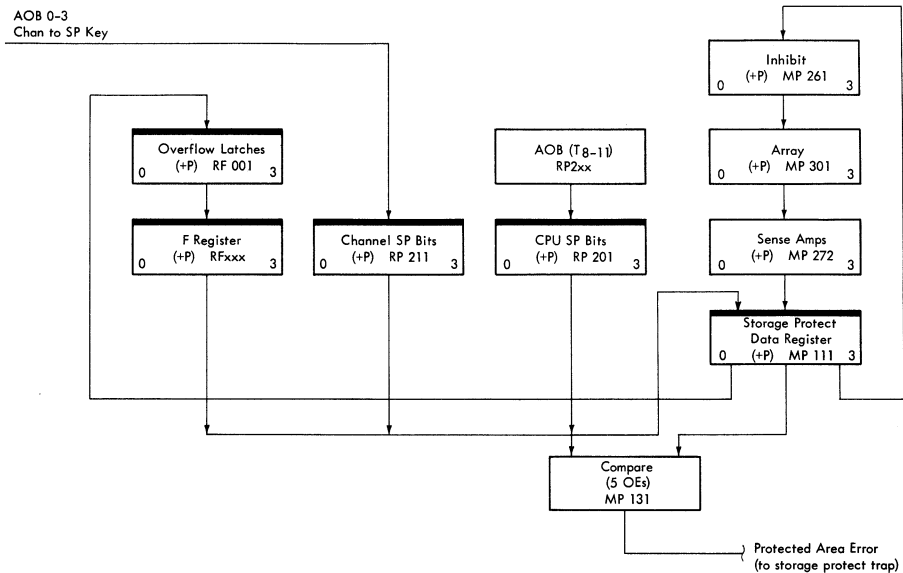 AOB 0-3
Chan to SP Key
Inhibit
(+P) MP 261
0 3
Overflow Latches
(+P) RF 001
0 3
AOB (T8-11)
RP2xx
Array
(+P) MP 301
0 3
F Register
(+P) RFxxx
0 3
Channel SP Bits
(+P) RP 211
0 3
CPU SP Bits
(+P) RP 201
0 3
Sense Amps
(+P) MP 272
0 3
Storage Protect
Data Register
0 (+P) MP 111 3
Compare
(5 OEs)
MP 131
Protected Area Error
(to storage protect trap)